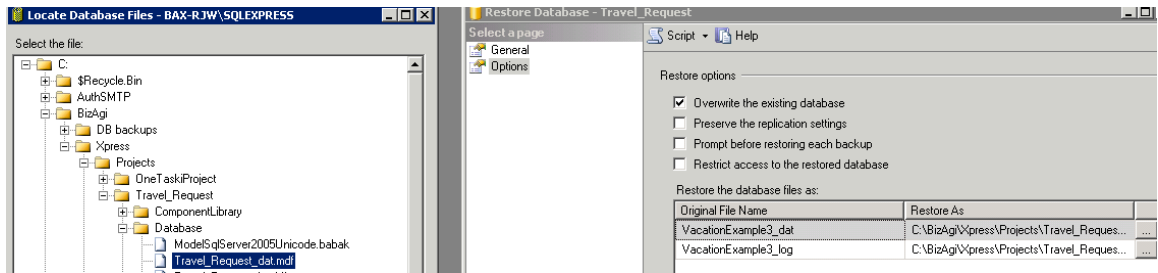 Locate Database Files - BAX-RJW\SQLEXPRESS
Select the file:
C:
$Recycle.Bin
AuthSMTP
BizAgi
DB backups
Xpress
Projects
OneTaskiProject
Travel_Request
ComponentLibrary
Database
ModelSqlServer2005Unicode.babak
Travel_Request_dat.mdf
Restore Database - Travel_Request
Select a page
General
Options
Script Help
Restore options
Overwrite the existing database
Preserve the replication settings
Prompt before restoring each backup
Restrict access to the restored database
Restore the database files as:
Original File Name Restore As
VacationExample3_dat C:\BizAgi\Xpress\Projects\Travel_Reques... ...
VacationExample3_log C:\BizAgi\Xpress\Projects\Travel_Reques... ...